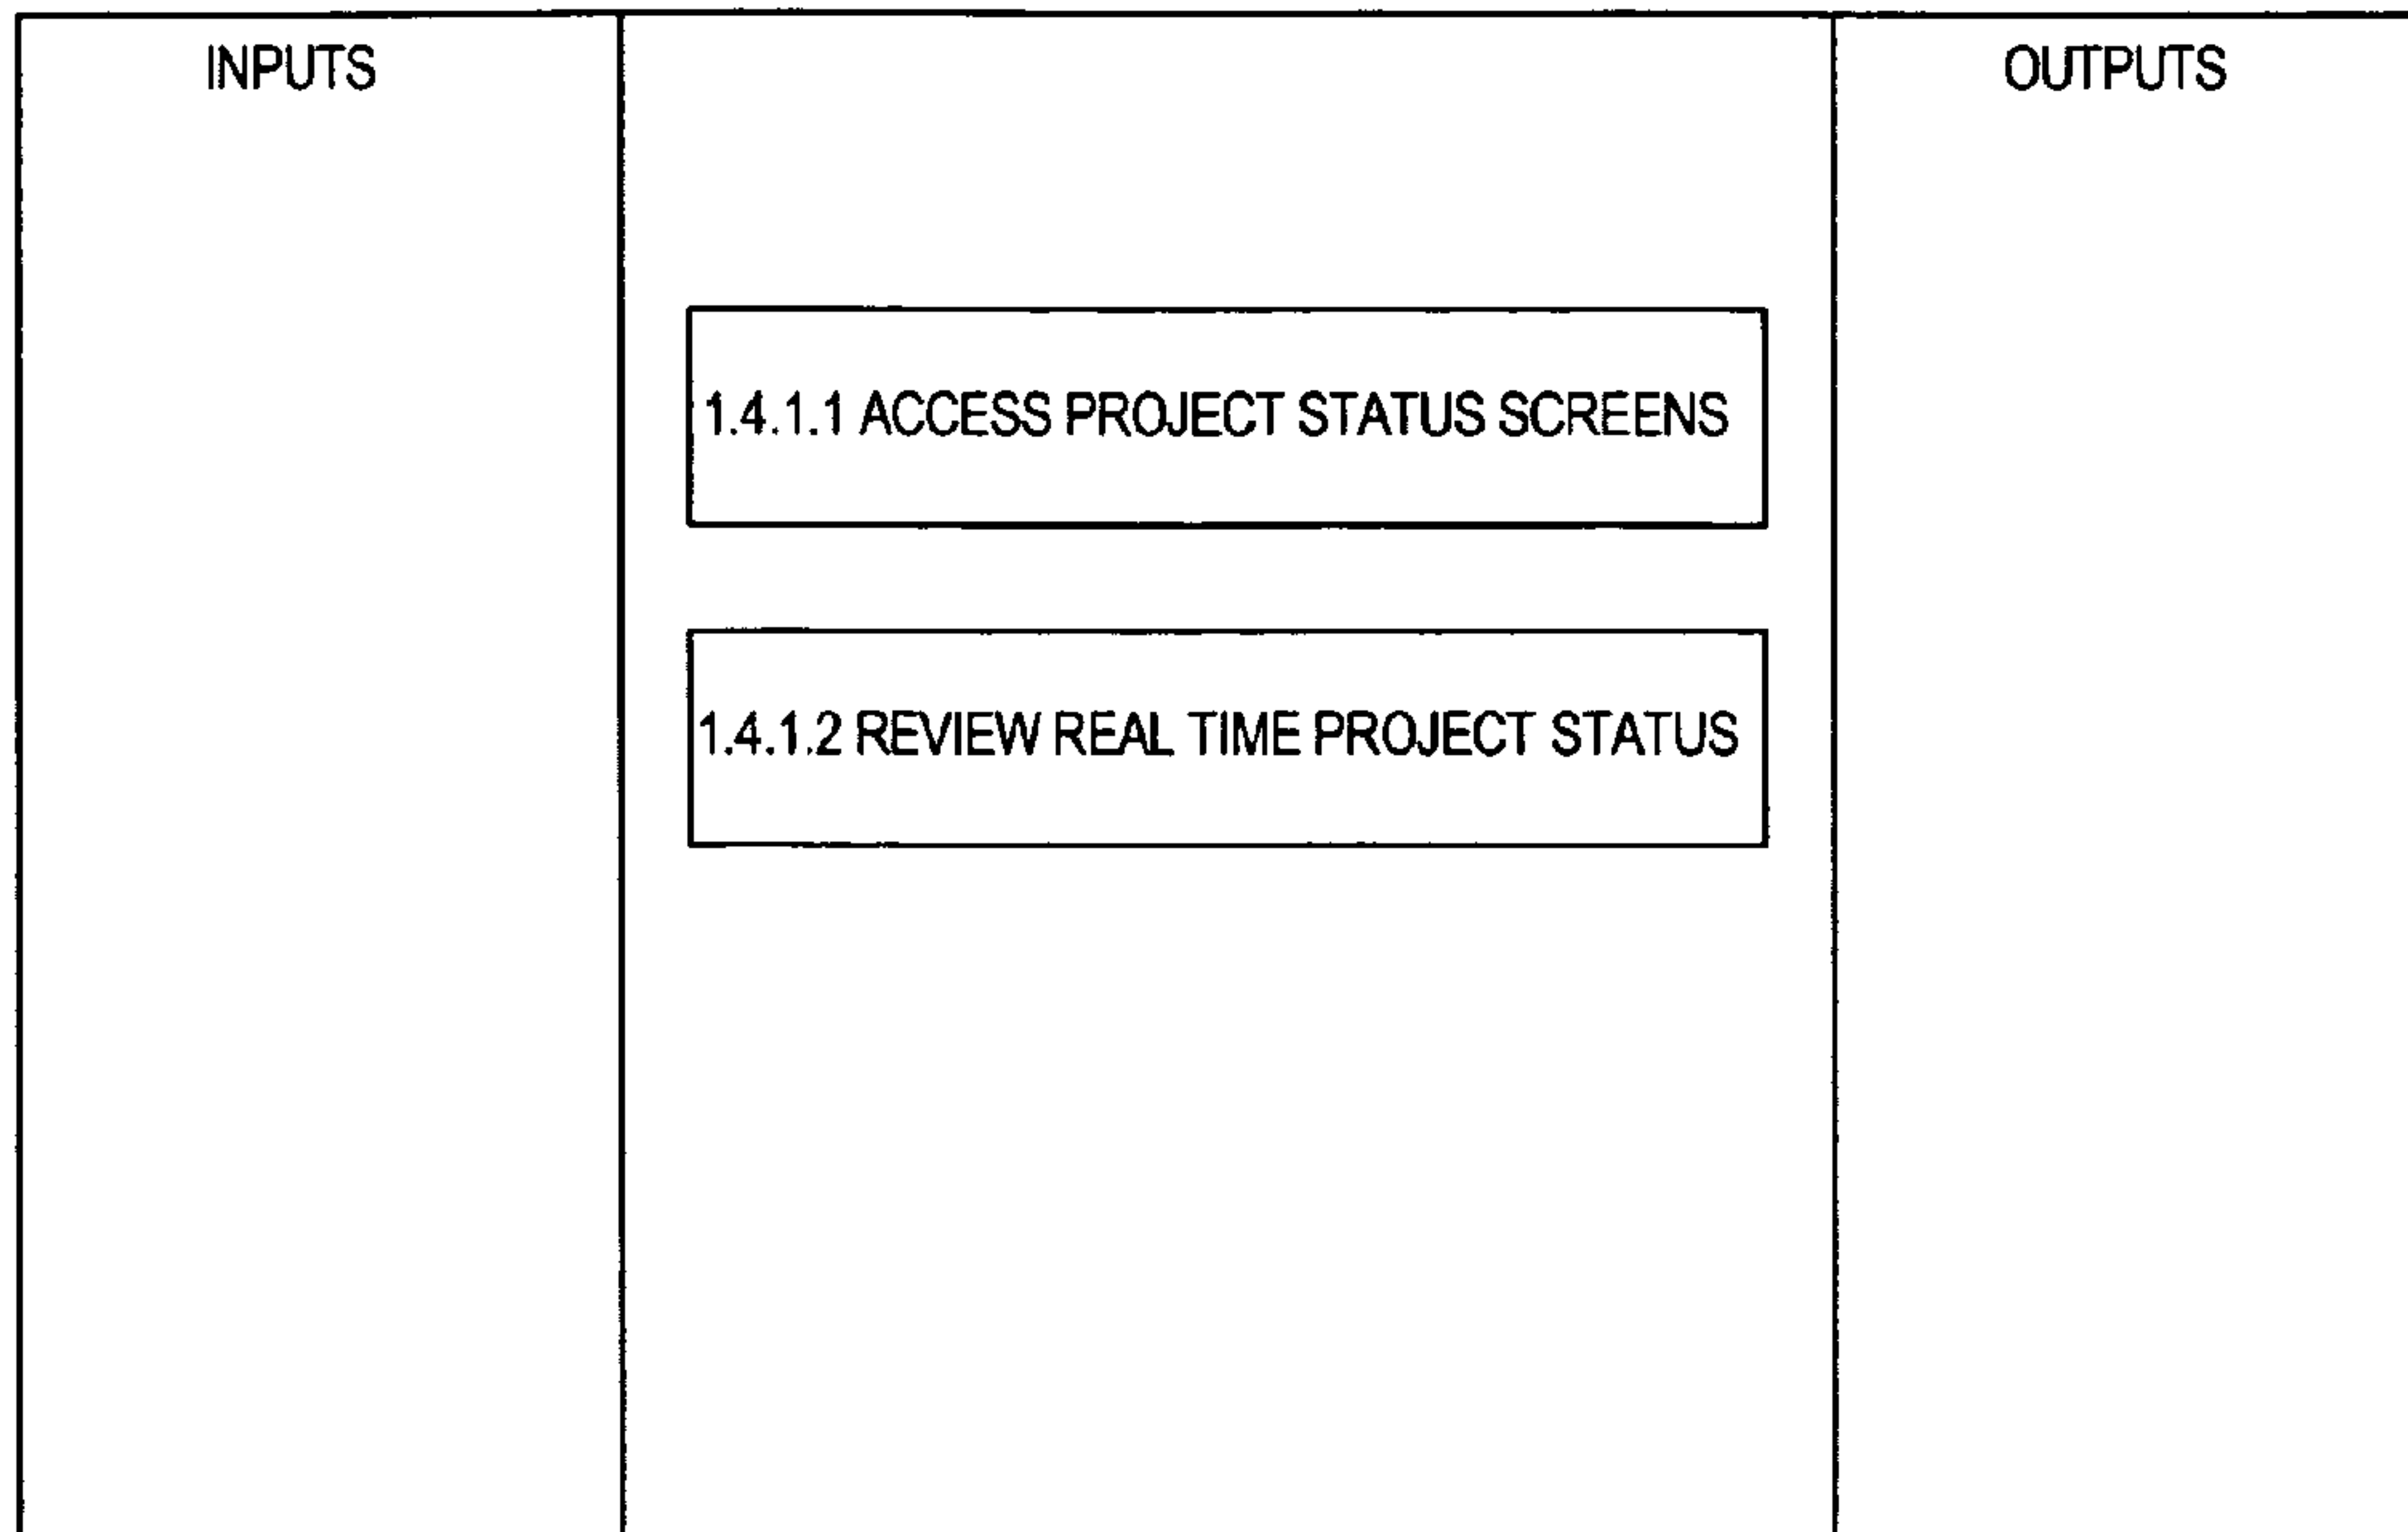 INPUTS
OUTPUTS
1.4.1.1 ACCESS PROJECT STATUS SCREENS
1.4.1.2 REVIEW REAL TIME PROJECT STATUS